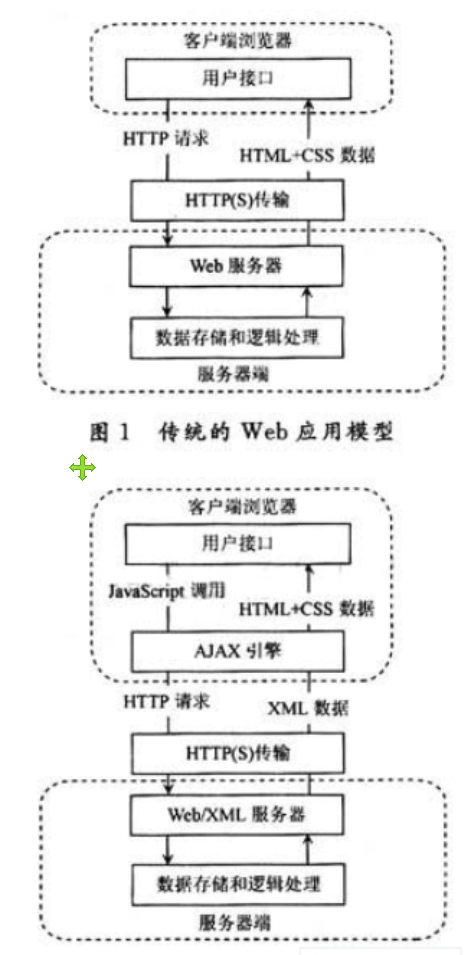 客户端浏览器
用户接口
HTTP 请求
HTML+CSS 数据
HTTP(S)传输
Web 服务器
数据存储和逻辑处理
服务器端
图 1 传统的 Web 应用模型
客户端浏览器
用户接口
JavaScript 调用
HTML+CSS 数据
AJAX 引擎
HTTP 请求
XML 数据
HTTP(S)传输
Web/XML 服务器
数据存储和逻辑处理
服务器端